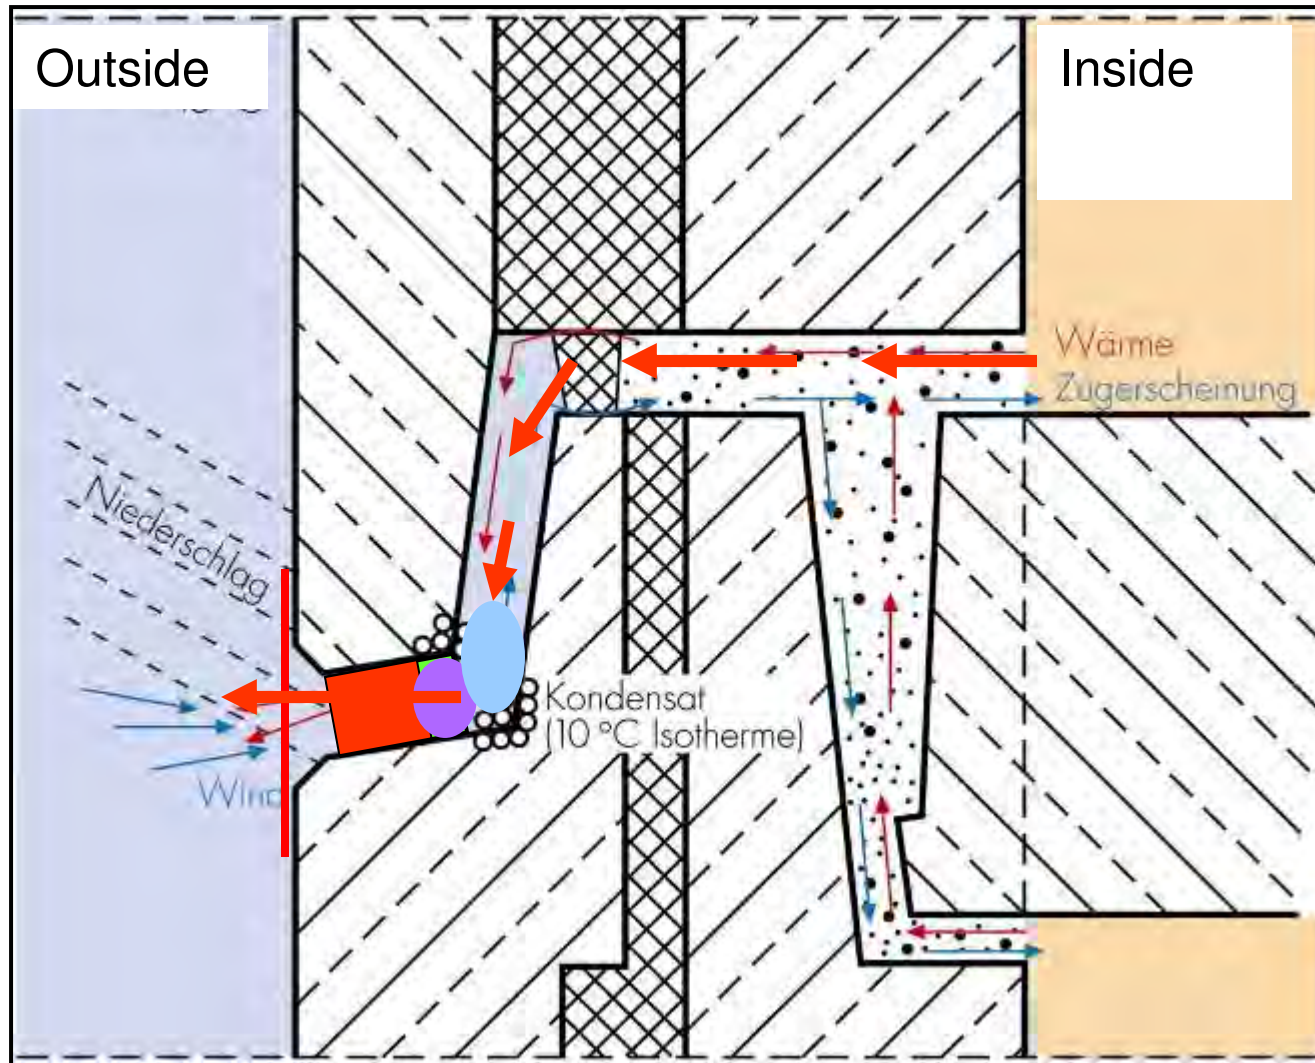 Outside
Inside
Wärme
Zugerscheinung
Niederschlag
Kondensat
(10 °C Isotherme)
Wind